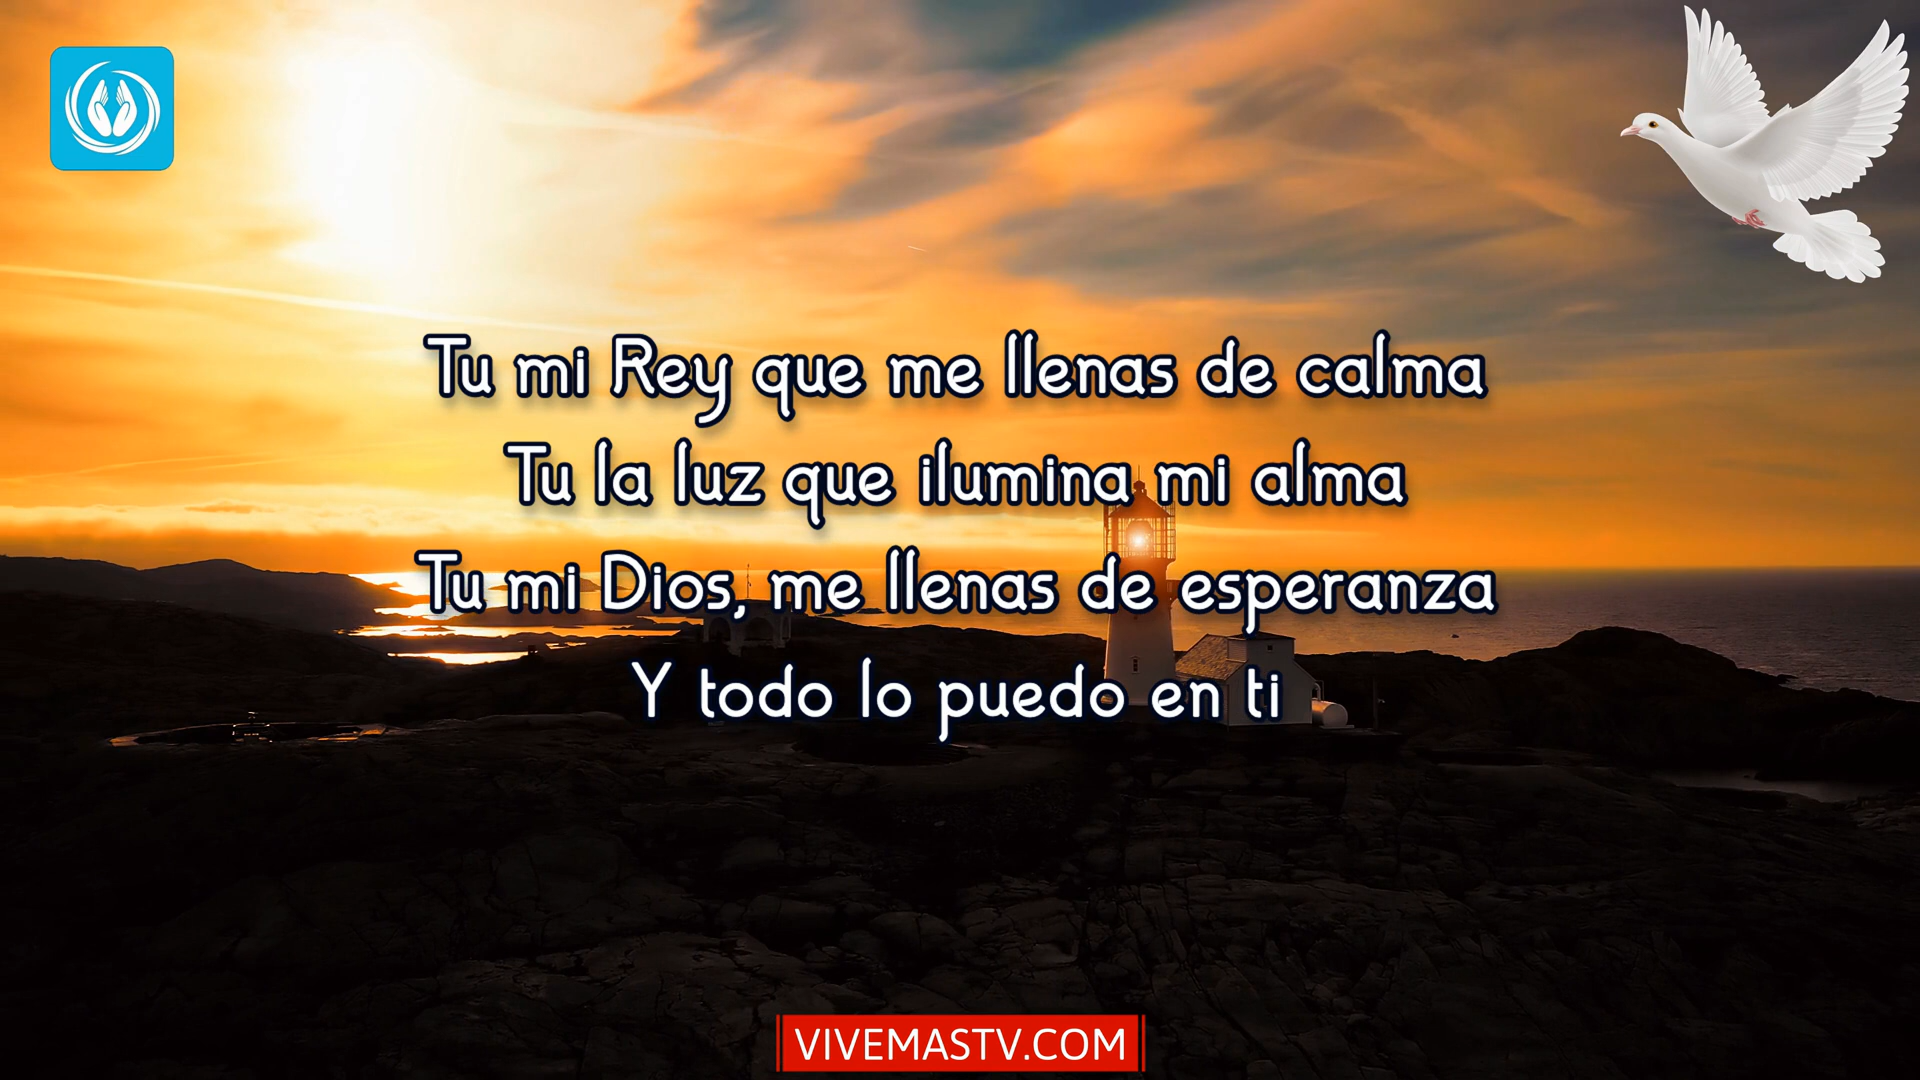 Tu mi Rey que me llenas de calma
Tu la luz que ilumina mi alma
Tu mi Dios, me llenas de esperanza
Y todo lo puedo en ti
VIVEMASTV.COM